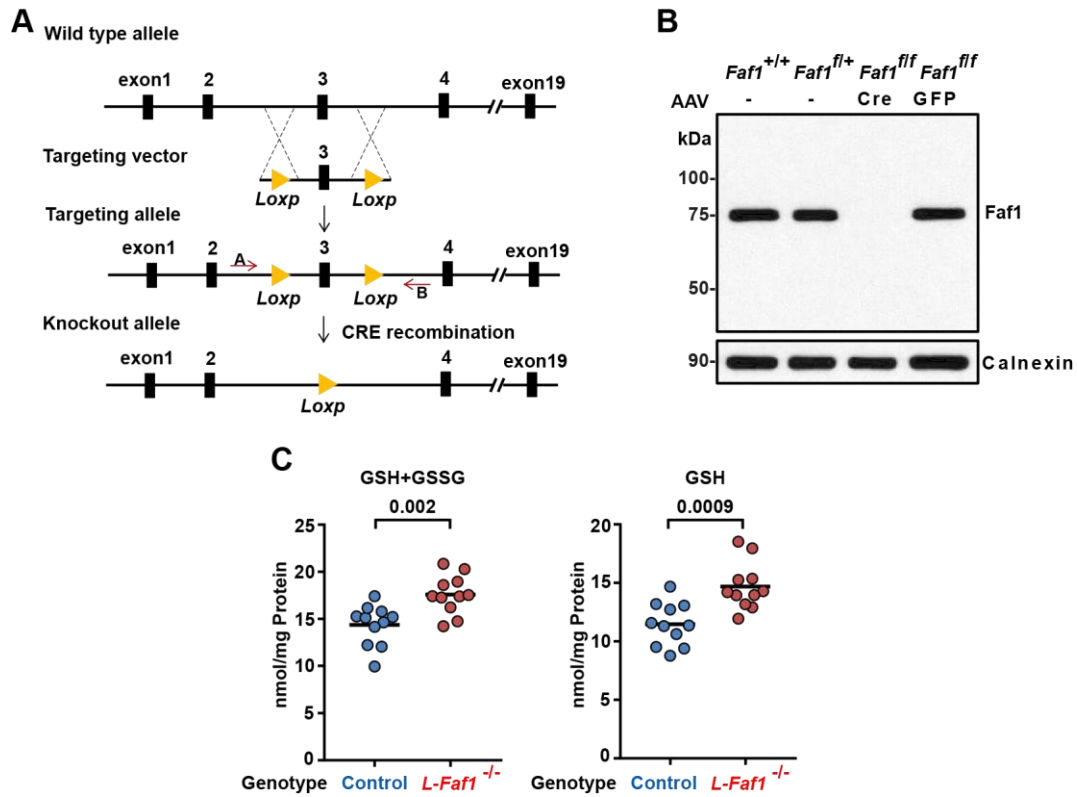 A
Wild type allele
exon1 2 3 4 exon19
Targeting vector
3
Loxp Loxp
Targeting allele
exon1 2 3 4 exon19
A
B
Loxp Loxp
Knockout allele
CRE recombination
exon1 2 4 exon19
Loxp
B
Faf1+/+ Faf1f/+ Faf1f/f Faf1f/f
AAV - - Cre GFP
kDa
100-
75- Faf1
50-
90- Calnexin
C
GSH+GSSG
0.002
nmol/mg Protein
25
20
15
10
5
0
Genotype Control L-Faf1-/-
GSH
0.0009
nmol/mg Protein
20
15
10
5
0
Genotype Control L-Faf1-/-